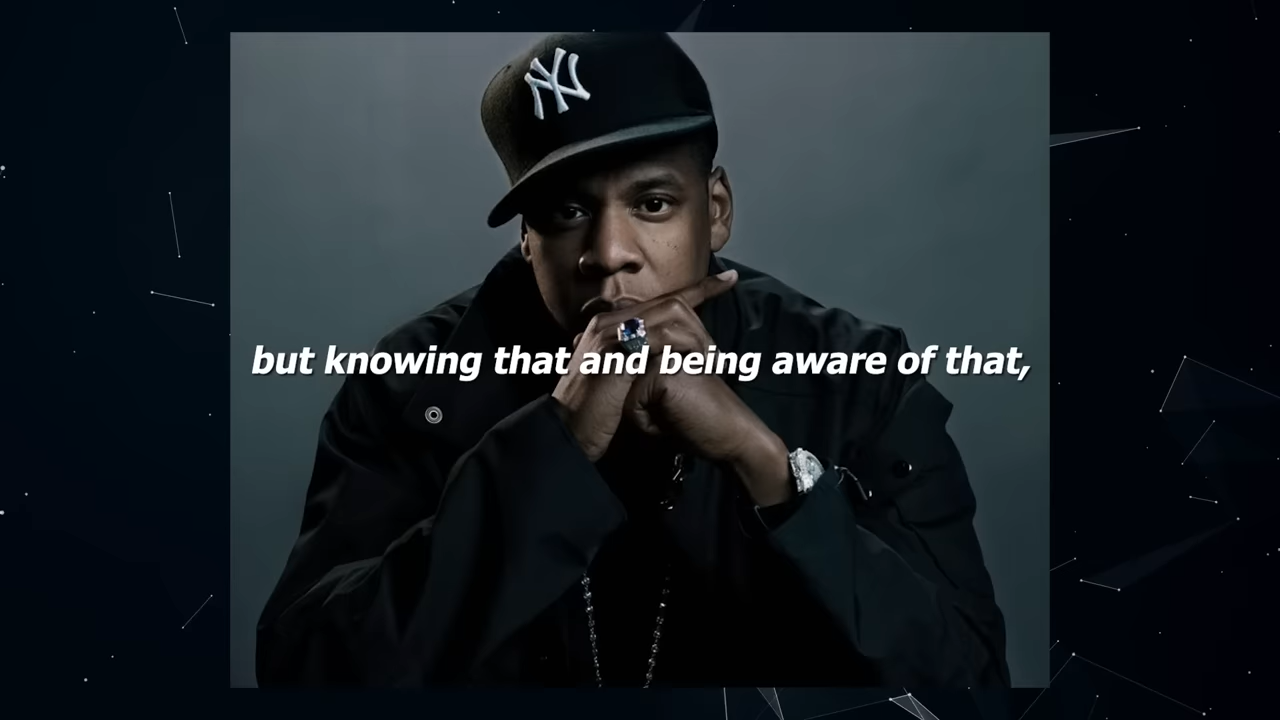 NY
but knowing that and being aware of that,